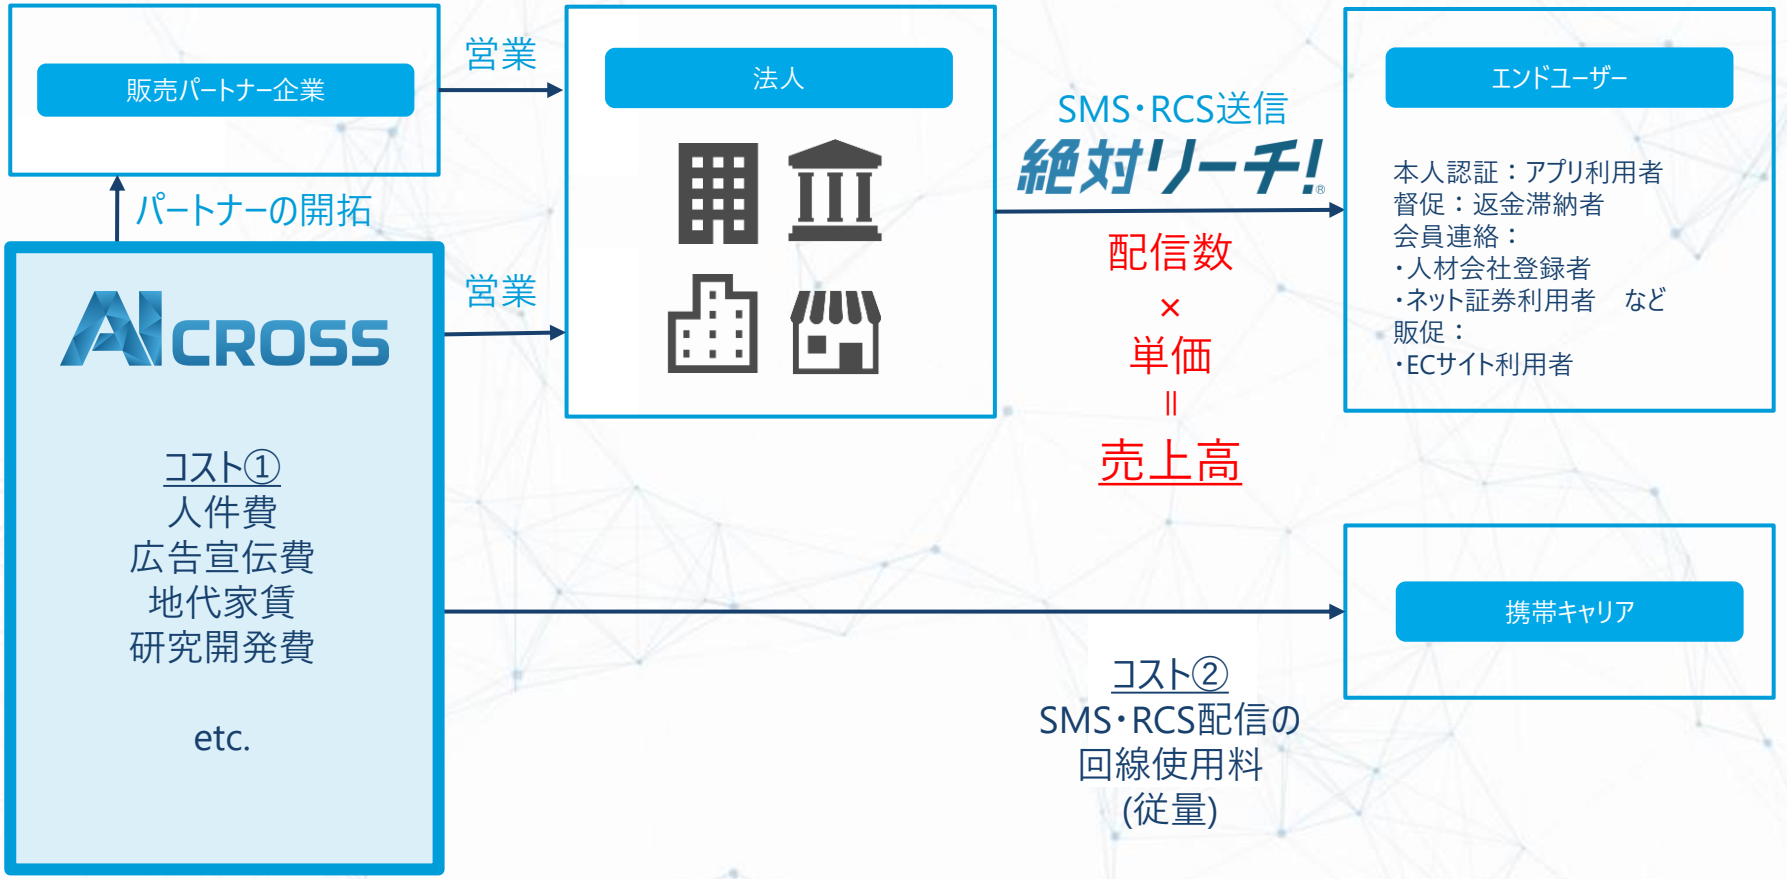 販売パートナー企業
営業
法人
SMS・RCS送信
絶対リーチ!®
エンドユーザー
本人認証：アプリ利用者
督促：返金滞納者
会員連絡：
・人材会社登録者
・ネット証券利用者　など
販促：
・ECサイト利用者
パートナーの開拓
営業
配信数
×
単価
=
売上高
AI CROSS
コスト①
人件費
広告宣伝費
地代家賃
研究開発費
etc.
携帯キャリア
コスト②
SMS・RCS配信の
回線使用料
(従量)